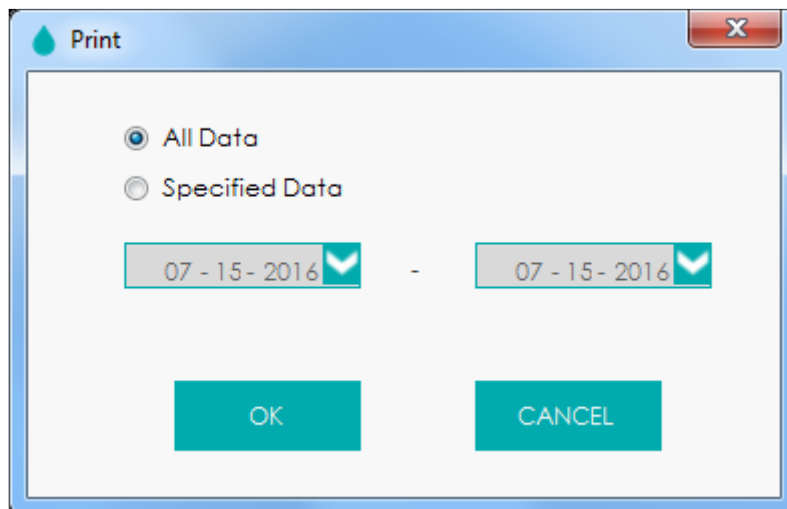 Print
All Data
Specified Data
07 - 15 - 2016 - 07 - 15 - 2016
OK CANCEL